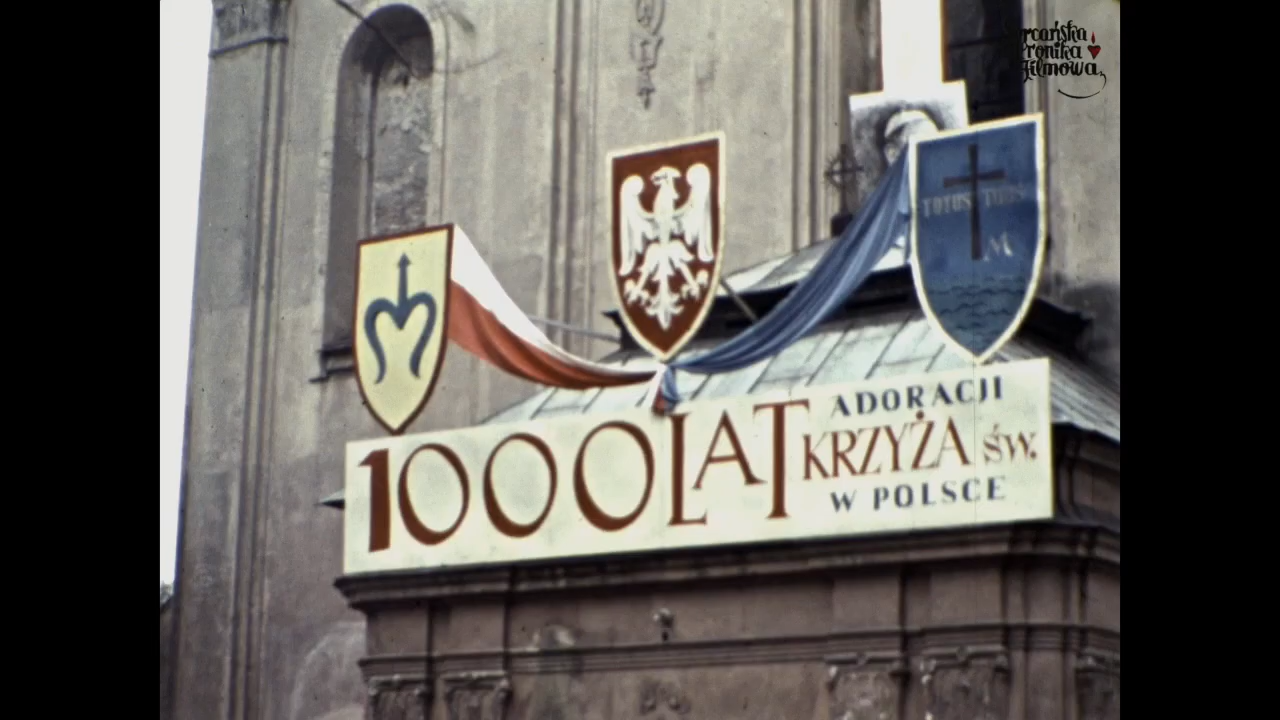 Kronika
Filmowa
TOTUS TUUS
M
1000 LAT ADORACJI
KRZYŻA ŚW.
W POLSCE